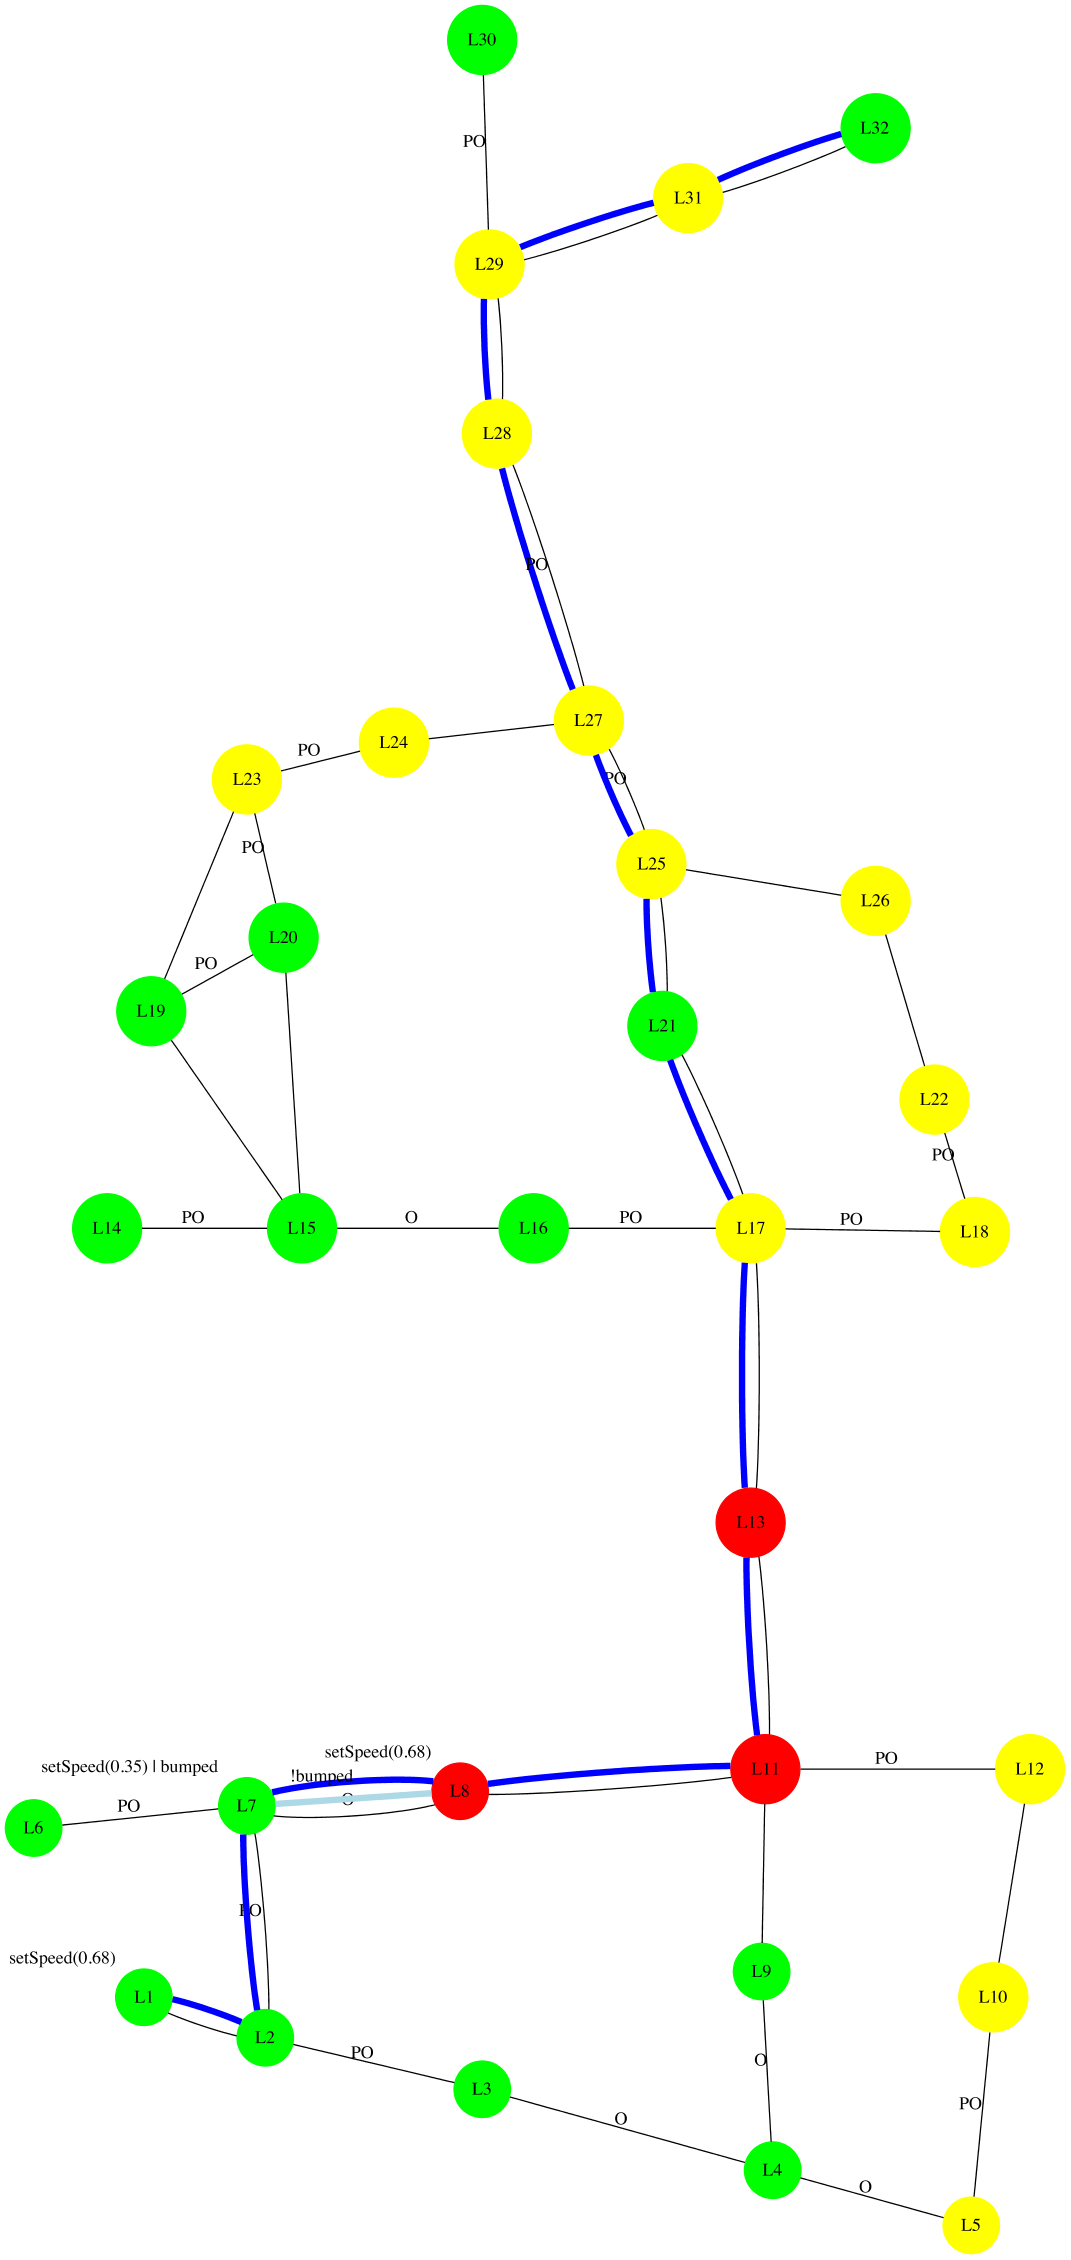 L30
L32
PO
L31
L29
L28
PO
L27
L24
PO
L23
PO
PO
L25
L26
L20
PO
L19
L21
L22
PO
L14
PO
L15
O
L16
PO
L17
PO
L18
L13
setSpeed(0.68)
setSpeed(0.35) | bumped
!bumped
O
L8
L11
PO
L12
L7
PO
L6
PO
setSpeed(0.68)
L1
L9
L10
L2
PO
O
L3
PO
O
L4
O
L5